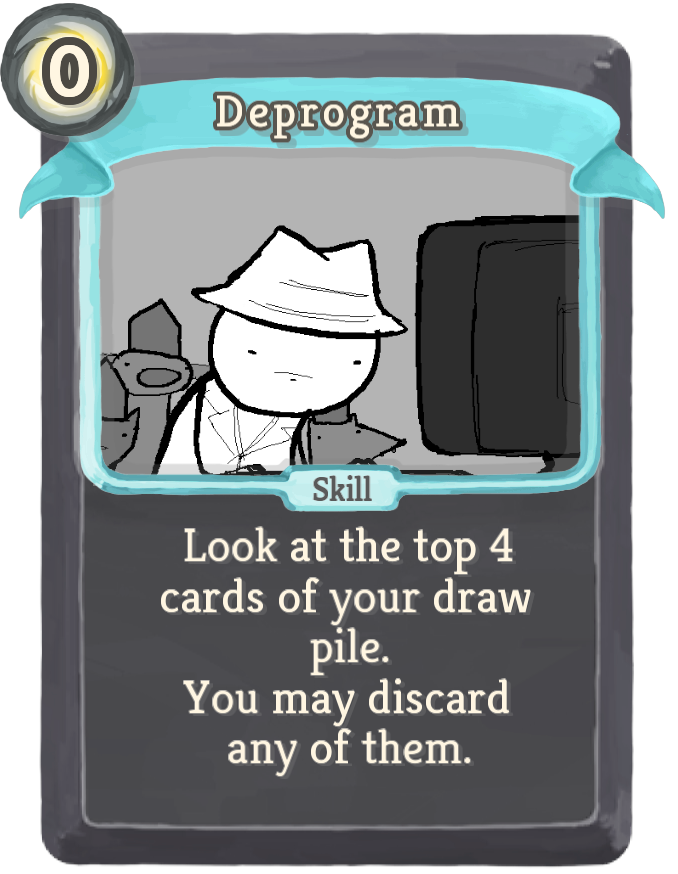 0
Deprogram
Skill
Look at the top 4
cards of your draw
pile.
You may discard
any of them.